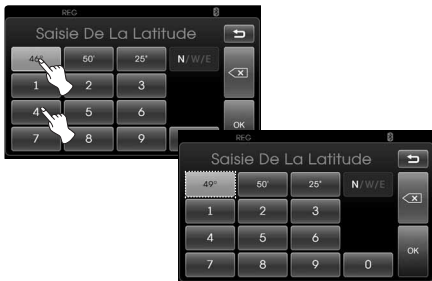 REG
Saisie De La Latitude
46° 50' 25" N/W/E
1 2 3
4 5 6
OK
7 8 9
REG
Saisie De La Latitude
49° 50' 25" N/W/E
1 2 3
4 5 6
OK
7 8 9 0